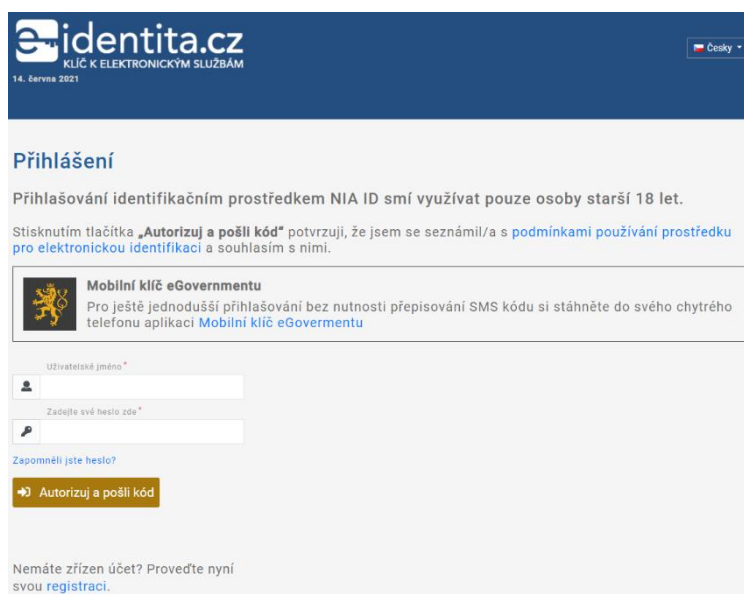 identita.cz
KLÍČ K ELEKTRONICKÝM SLUŽBÁM
Česky
14. června 2021
Přihlášení
Přihlašování identifikačním prostředkem NIA ID smí využívat pouze osoby starší 18 let.
Stisknutím tlačítka „Autorizuj a pošli kód“ potvrzuji, že jsem se seznámil/a s podmínkami používání prostředku
pro elektronickou identifikaci a souhlasím s nimi.
Mobilní klíč eGovernmentu
Pro ještě jednodušší přihlašování bez nutnosti přepisování SMS kódu si stáhněte do svého chytrého
telefonu aplikaci Mobilní klíč eGovermentu
Uživatelské jméno*
Zadejte své heslo zde*
Zapomněli jste heslo?
Autorizuj a pošli kód
Nemáte zřízen účet? Proveďte nyní
svou registraci.